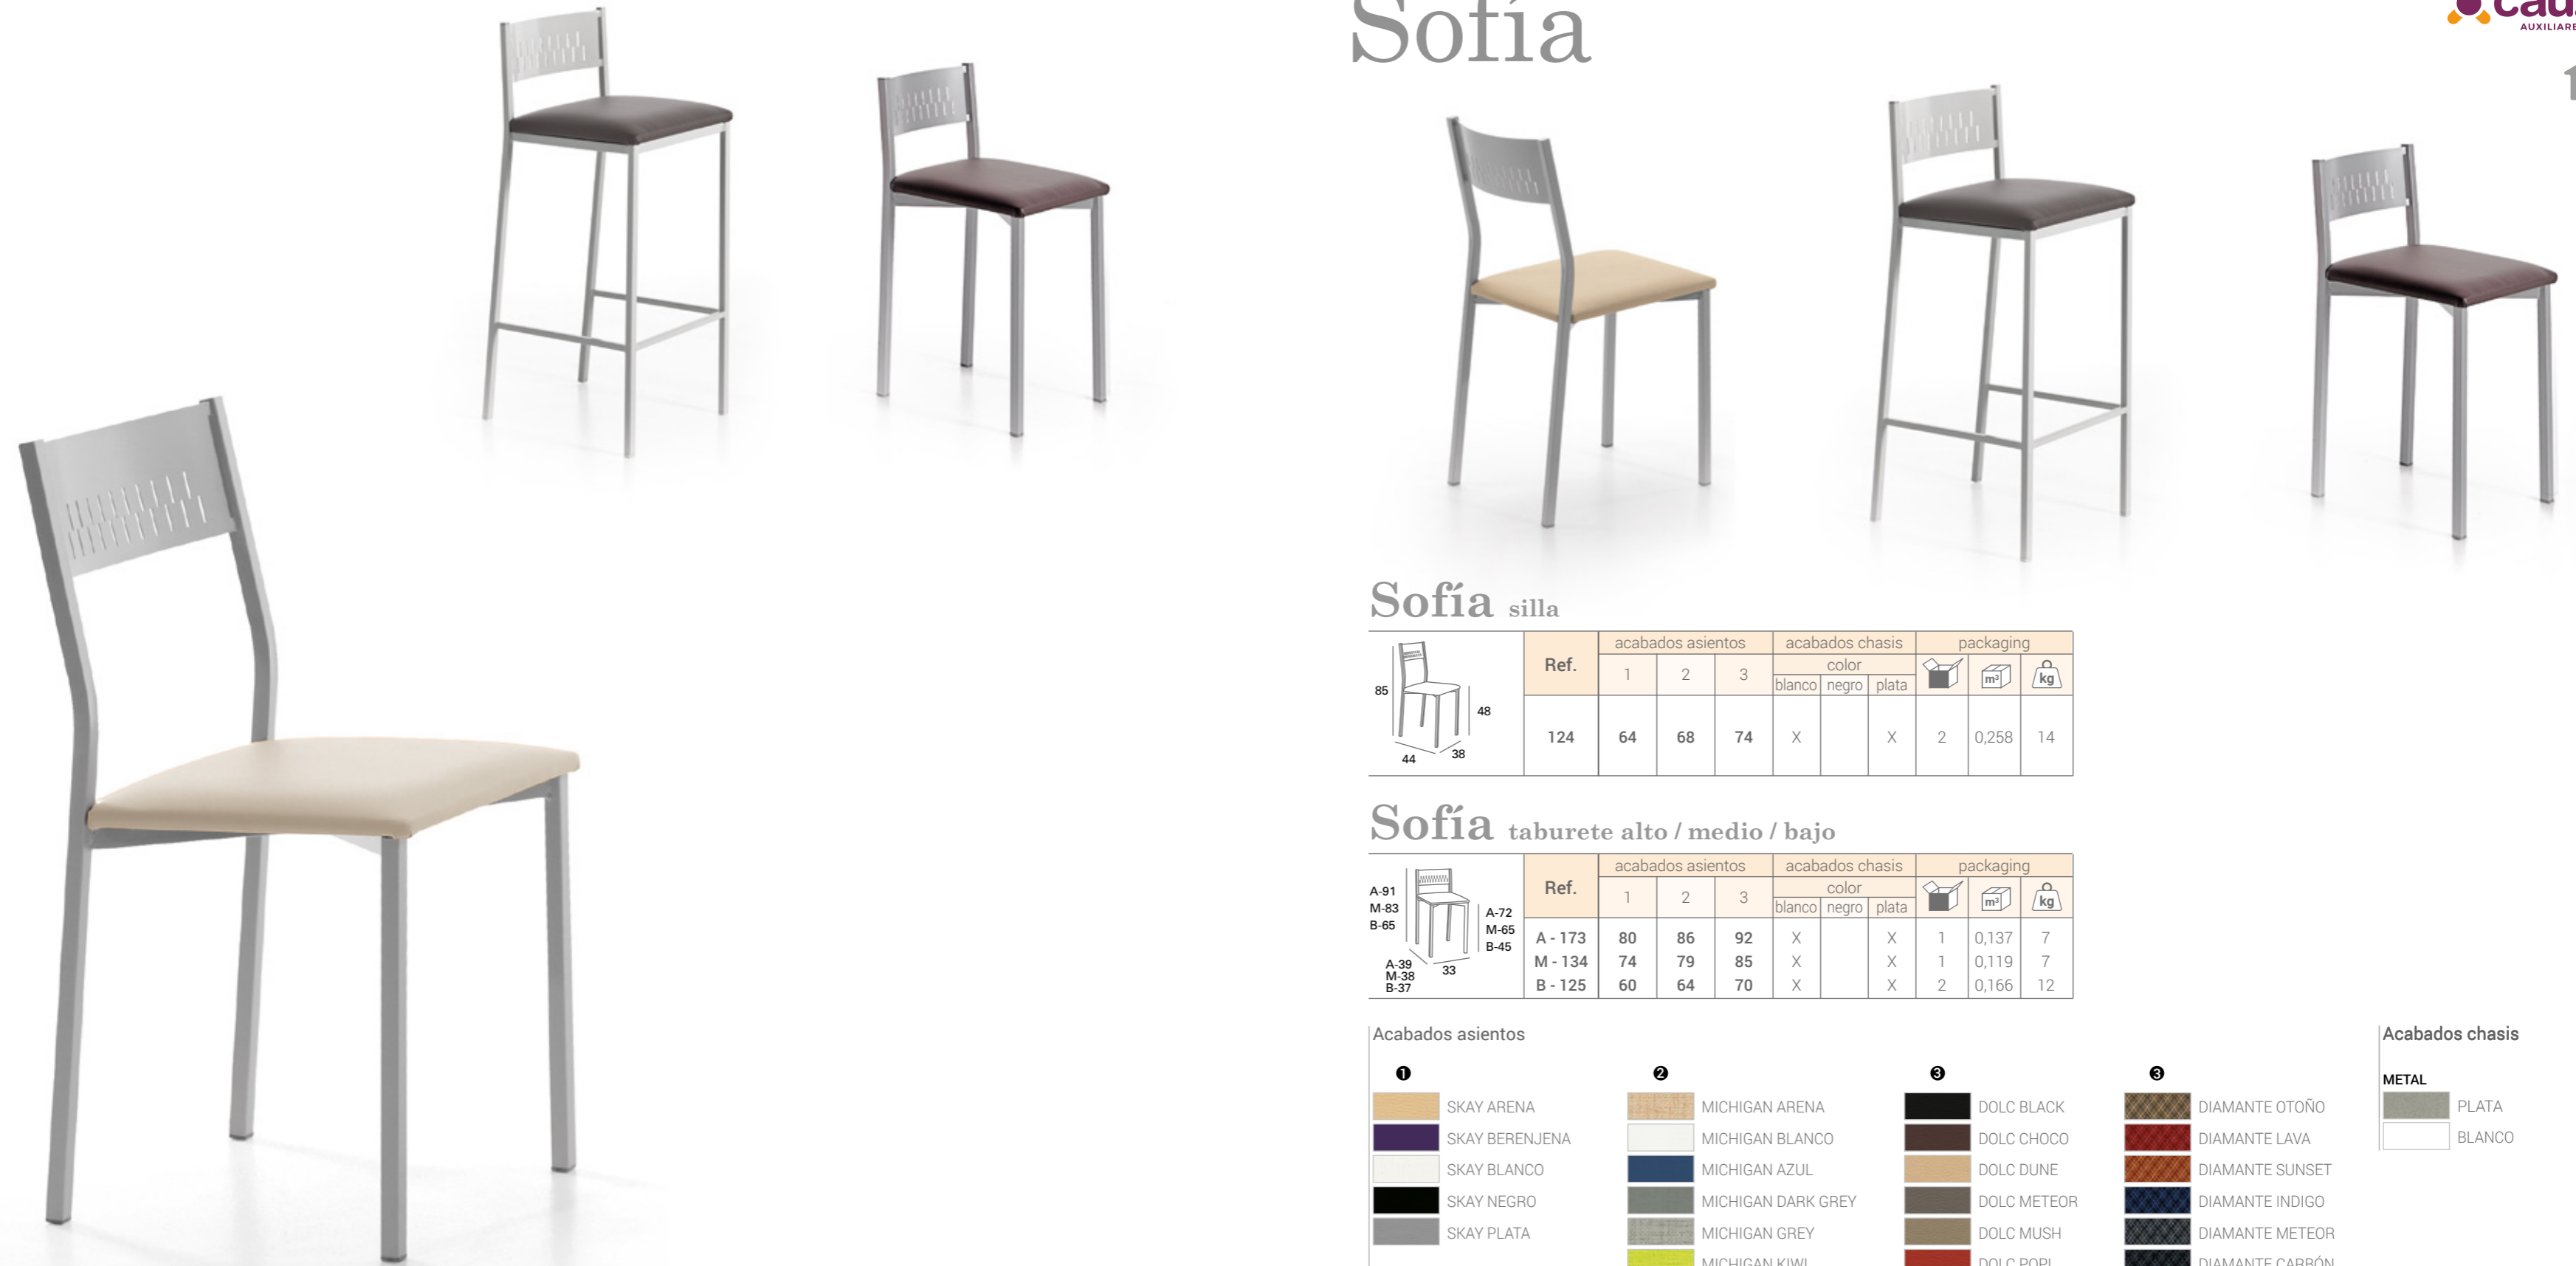 Sofía
AUXILIARE
Sofía silla
Ref.
acabados asientos
acabados chasis
packaging
1 2 3
color
blanco negro plata
m³
kg
85
48
44
38
124 64 68 74 X X 2 0,258 14
Sofía taburete alto / medio / bajo
Ref.
acabados asientos
acabados chasis
packaging
1 2 3
color
blanco negro plata
m³
kg
A-91
M-83
B-65
A-72
M-65
B-45
A-39
M-38
B-37
33
A - 173 80 86 92 X X 1 0,137 7
M - 134 74 79 85 X X 1 0,119 7
B - 125 60 64 70 X X 2 0,166 12
Acabados asientos
❶
SKAY ARENA
SKAY BERENJENA
SKAY BLANCO
SKAY NEGRO
SKAY PLATA
❷
MICHIGAN ARENA
MICHIGAN BLANCO
MICHIGAN AZUL
MICHIGAN DARK GREY
MICHIGAN GREY
MICHIGAN KIWI
❸
DOLC BLACK
DOLC CHOCO
DOLC DUNE
DOLC METEOR
DOLC MUSH
DOLC POPI
❸
DIAMANTE OTOÑO
DIAMANTE LAVA
DIAMANTE SUNSET
DIAMANTE INDIGO
DIAMANTE METEOR
DIAMANTE CARBÓN
Acabados chasis
METAL
PLATA
BLANCO